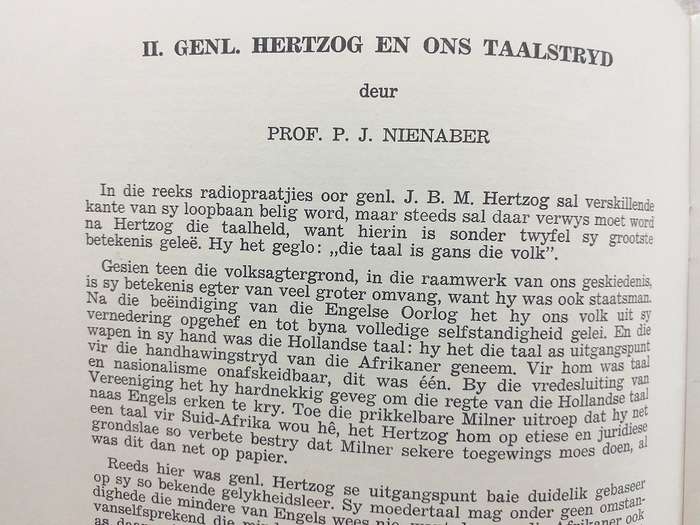 II. GENL. HERTZOG EN ONS TAALSTRYD
deur
PROF. P. J. NIENABER
In die reeks radiopraatjies oor genl. J. B. M. Hertzog sal verskillende
kante van sy loopbaan belig word, maar steeds sal daar verwys moet word
na Hertzog die taalheld, want hierin is sonder twyfel sy grootste
betekenis geleë. Hy het geglo: „die taal is gans die volk”.
Gesien teen die volksagtergrond, in die raamwerk van ons geskiedenis,
is sy betekenis egter van veel groter omvang, want hy was ook staatsman.
Na die beëindiging van die Engelse Oorlog het hy ons volk uit sy
vernedering opgehef en tot byna volledige selfstandigheid gelei. En die
wapen in sy hand was die Hollandse taal: hy het die taal as uitgangspunt
vir die handhawingstryd van die Afrikaner geneem. Vir hom was taal
en nasionalisme onafskeidbaar, dit was één. By die vredesluiting van
Vereeniging het hy hardnekkig geveg om die regte van die Hollandse taal
naas Engels erken te kry. Toe die prikkelbare Milner uitroep dat hy net
een taal vir Suid-Afrika wou hê, het Hertzog hom op etiese en juridiese
grondslae so verbete bestry dat Milner sekere toegewings moes doen, al
was dit dan net op papier.
Reeds hier was genl. Hertzog se uitgangspunt baie duidelik gebaseer
op sy so bekende gelykheidsleer. Sy moedertaal mag onder geen omstan-
dighede die mindere van Engels wees nie,
vanselfsprekend die